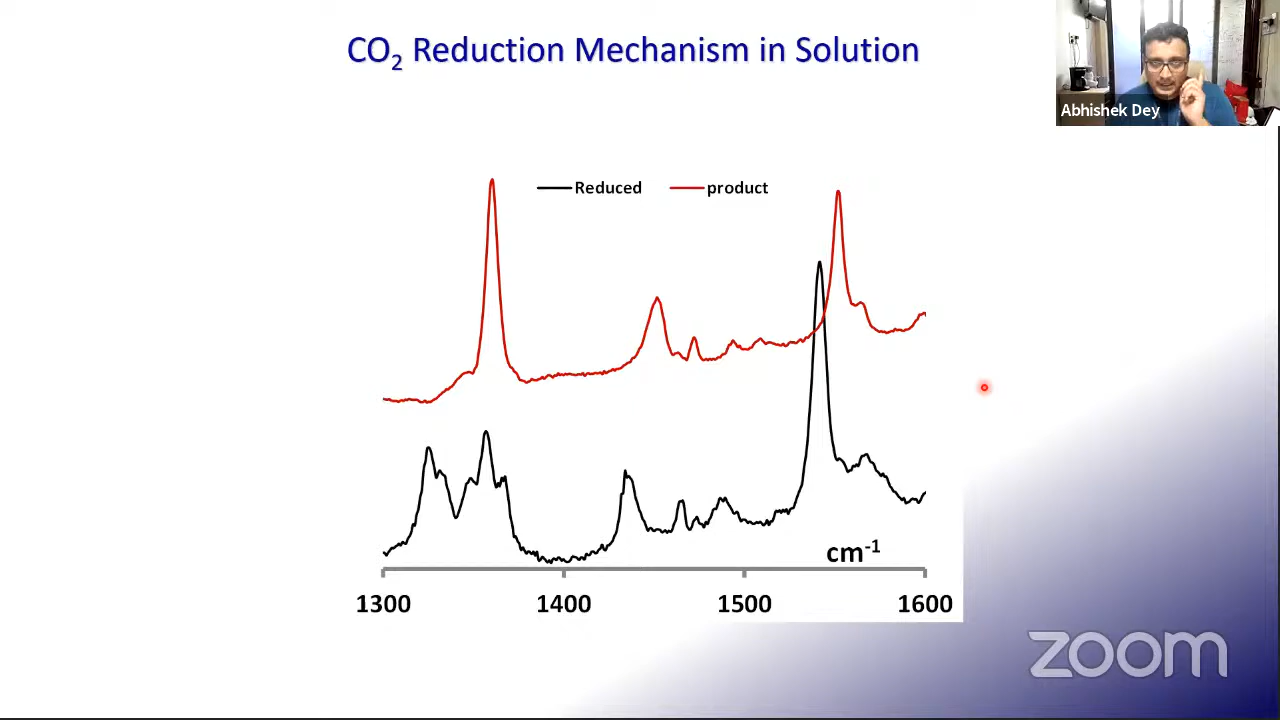 CO₂ Reduction Mechanism in Solution
Abhishek Dey
Reduced product
cm⁻¹
1300 1400 1500 1600
zoom